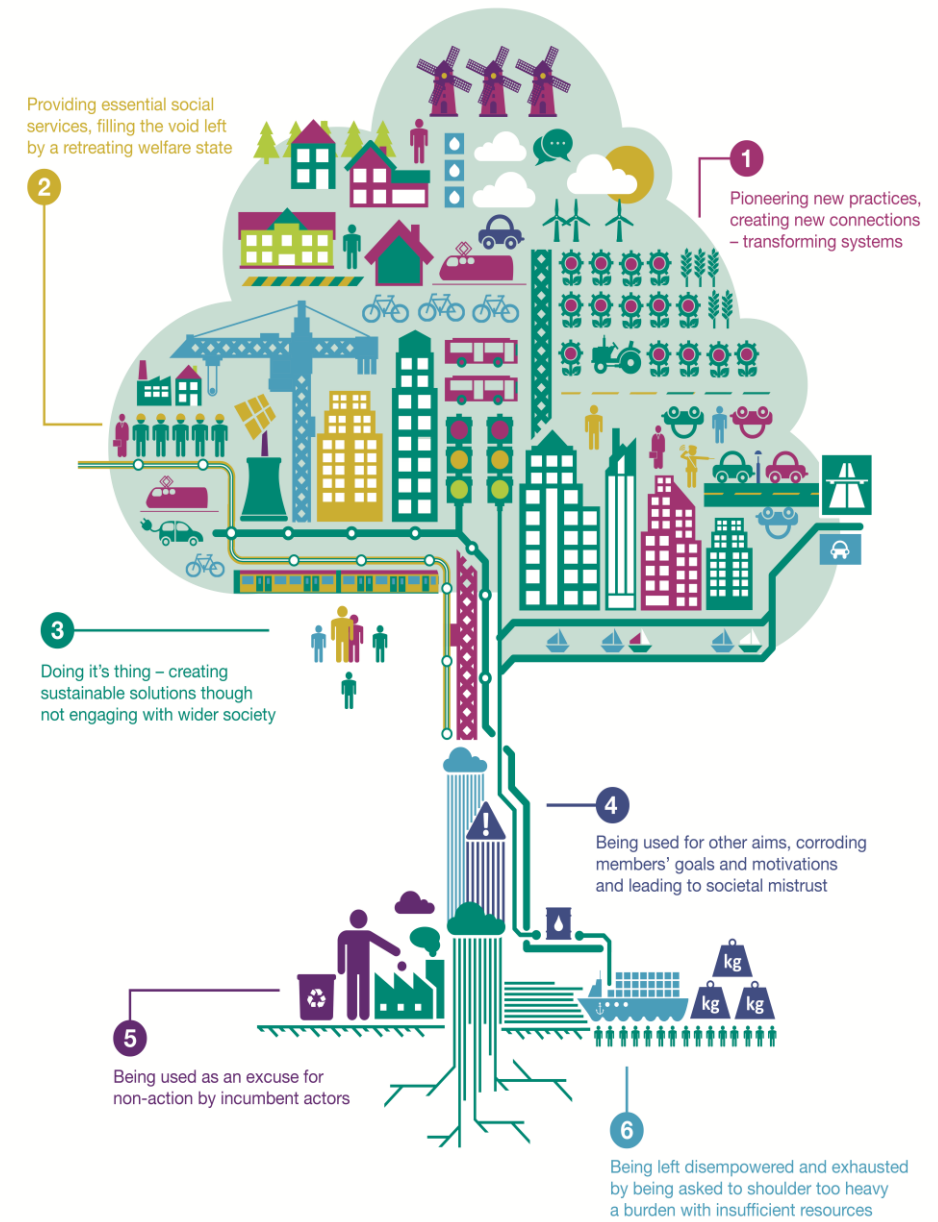 Providing essential social
services, filling the void left
by a retreating welfare state
2
1
Pioneering new practices,
creating new connections
– transforming systems
3
Doing it's thing – creating
sustainable solutions though
not engaging with wider society
4
Being used for other aims, corroding
members' goals and motivations
and leading to societal mistrust
!
kg
kg
kg
5
Being used as an excuse for
non-action by incumbent actors
6
Being left disempowered and exhausted
by being asked to shoulder too heavy
a burden with insufficient resources